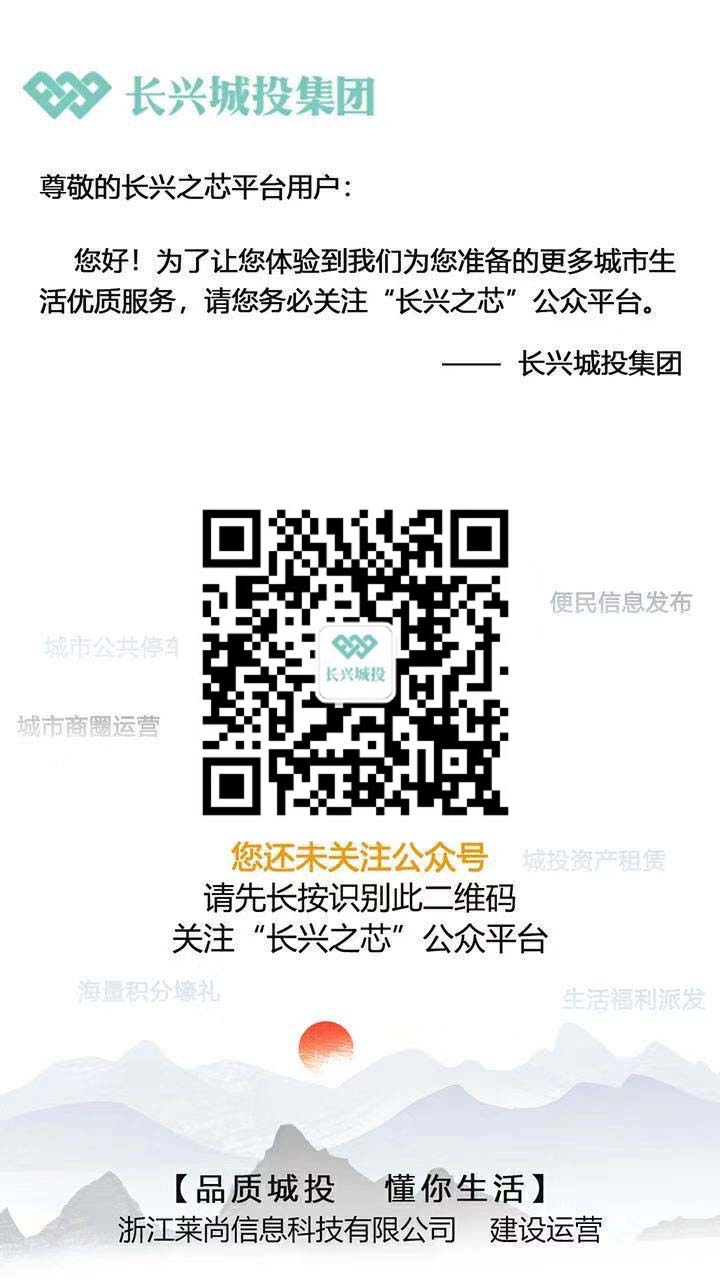 长兴城投集团
尊敬的长兴之芯平台用户：
您好！为了让您体验到我们为您准备的更多城市生
活优质服务，请您务必关注“长兴之芯”公众平台。
—— 长兴城投集团
便民信息发布
城市公共停车
长兴城投
城市商圈运营
您还未关注公众号
城投资产租赁
请先长按识别此二维码
关注“长兴之芯”公众平台
海量积分壕礼
生活福利派发
【品质城投 懂你生活】
浙江莱尚信息科技有限公司 建设运营